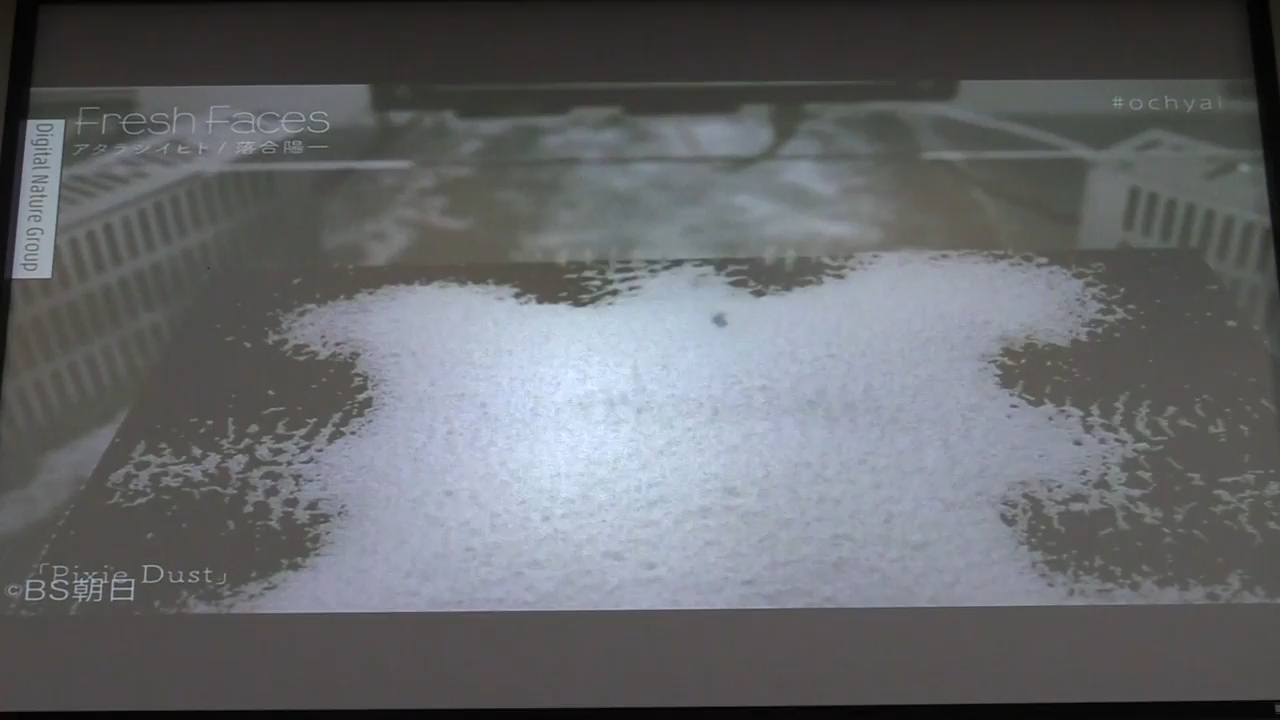 Fresh Faces
アタラシイヒト / 落合陽一
#ochyai
Digital Nature Group
「Pixie Dust」
©BS朝日